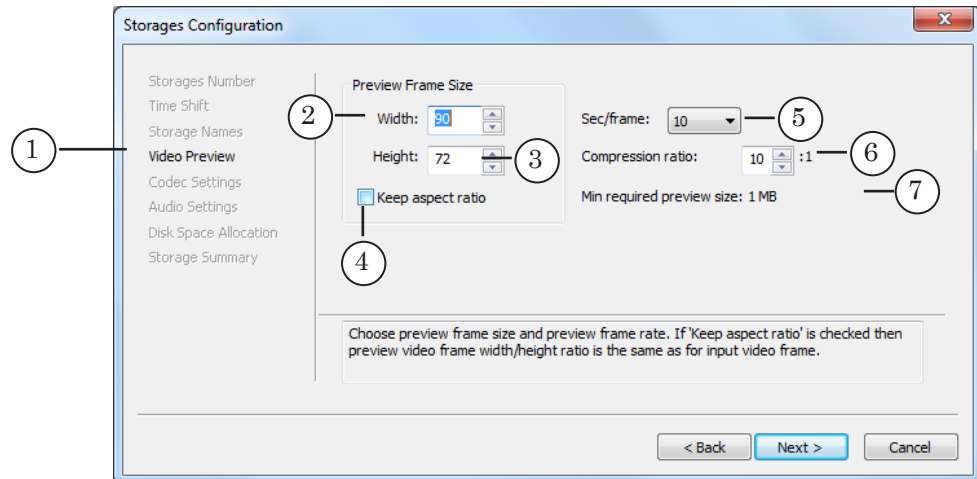 Storages Configuration
Storages Number
Time Shift
Storage Names
Video Preview
Codec Settings
Audio Settings
Disk Space Allocation
Storage Summary
1
Preview Frame Size
2
Width: 90
Height: 72
3
Keep aspect ratio
4
Sec/frame: 10
5
Compression ratio: 10 :1
6
Min required preview size: 1 MB
7
Choose preview frame size and preview frame rate. If 'Keep aspect ratio' is checked then
preview video frame width/height ratio is the same as for input video frame.
< Back Next > Cancel